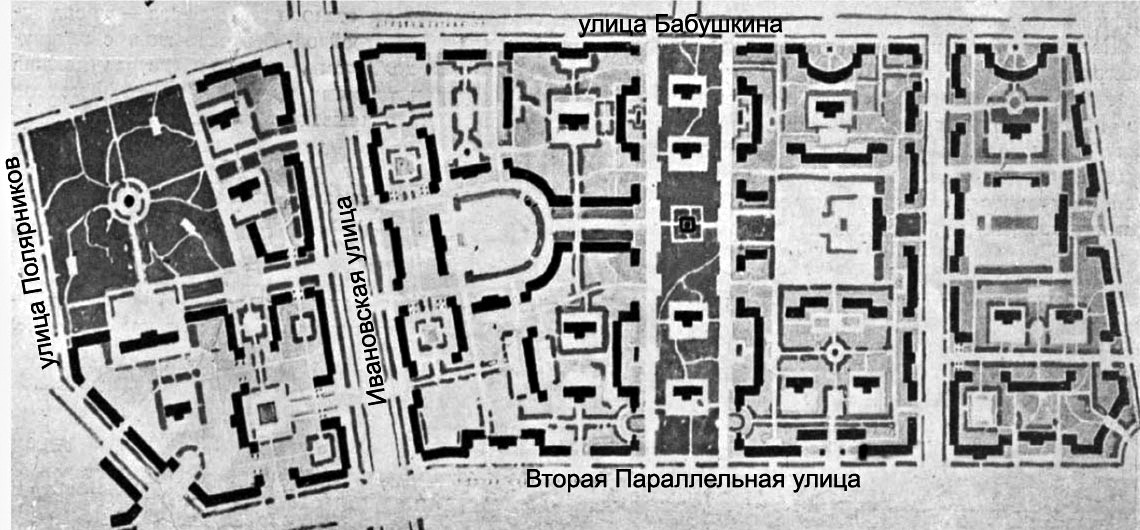 улица Бабушкина
улица Полярников
Ивановская улица
Вторая Параллельная улица